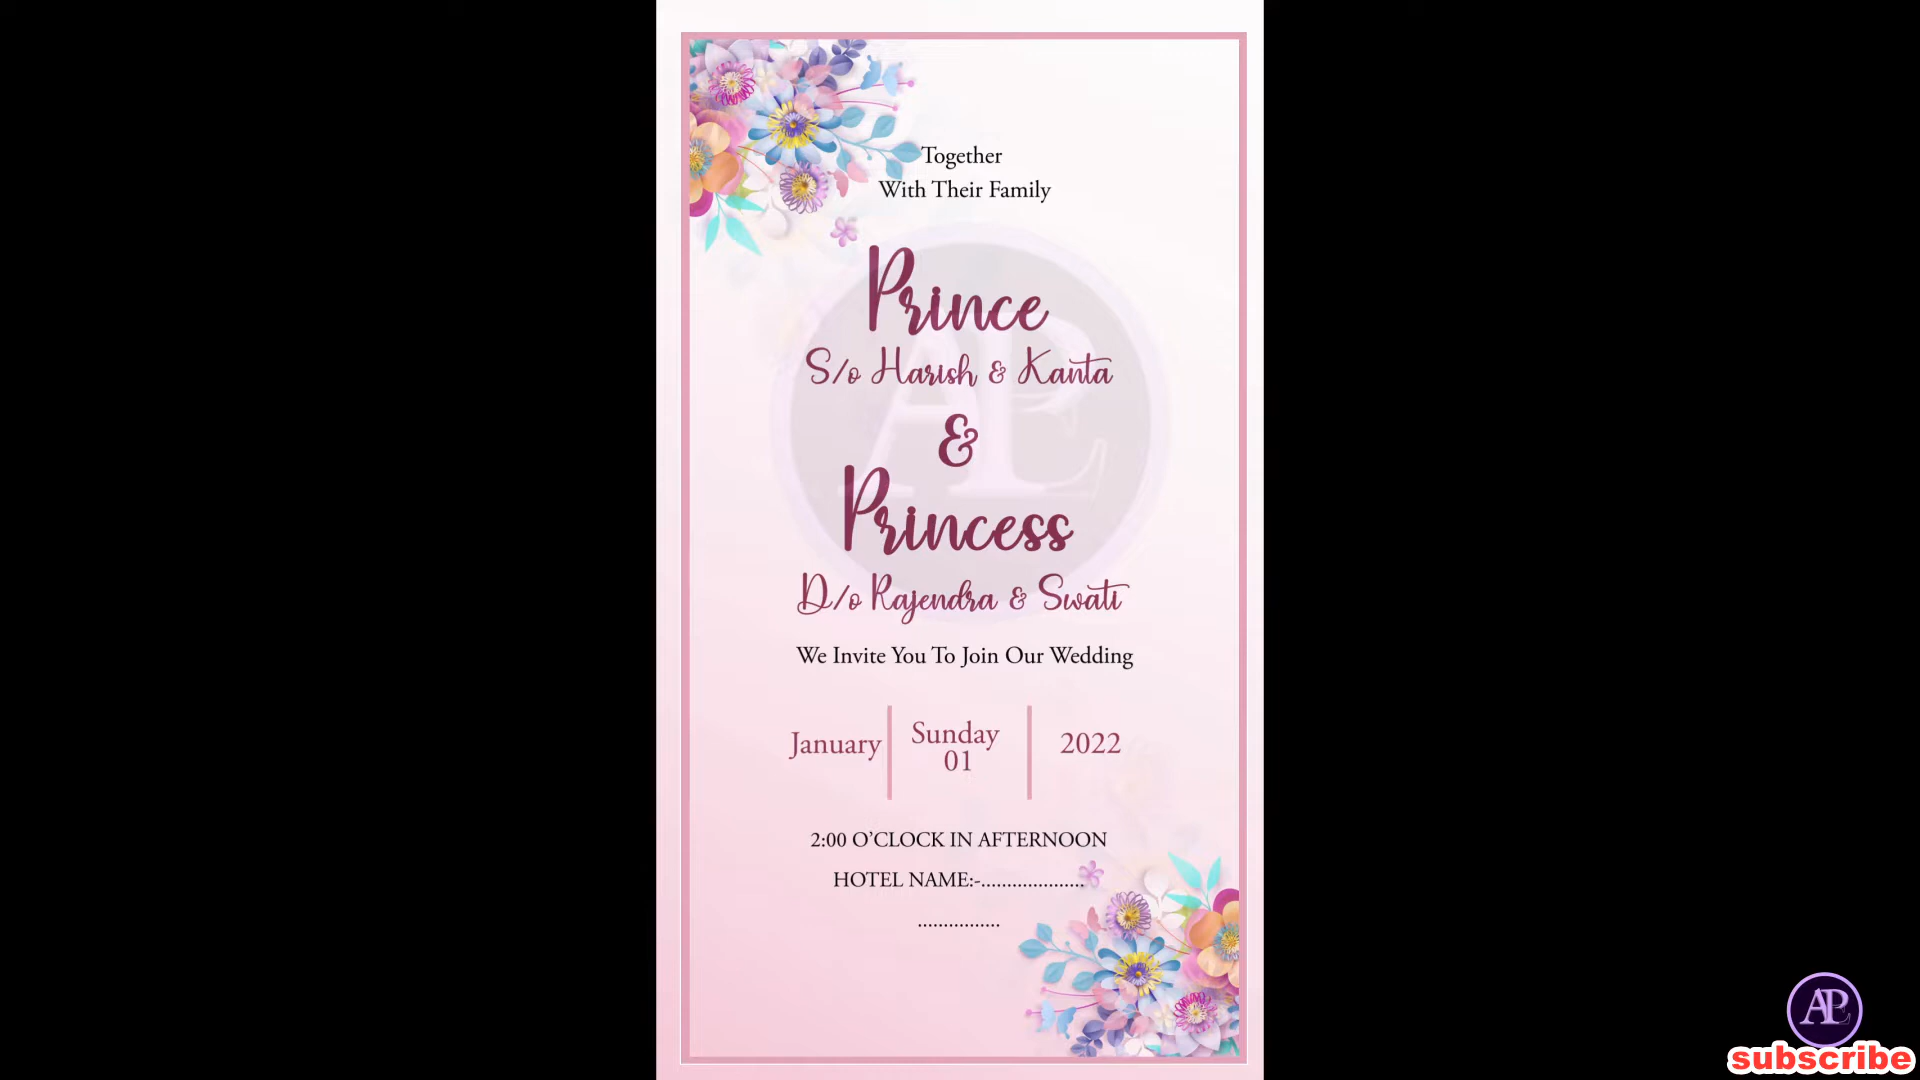 Together
With Their Family
Prince
S/o Harish & Kanta
&
Princess
D/o Rajendra & Swati
We Invite You To Join Our Wedding
January
Sunday
01
2022
2:00 O’CLOCK IN AFTERNOON
HOTEL NAME:-....................
................
APE
subscribe